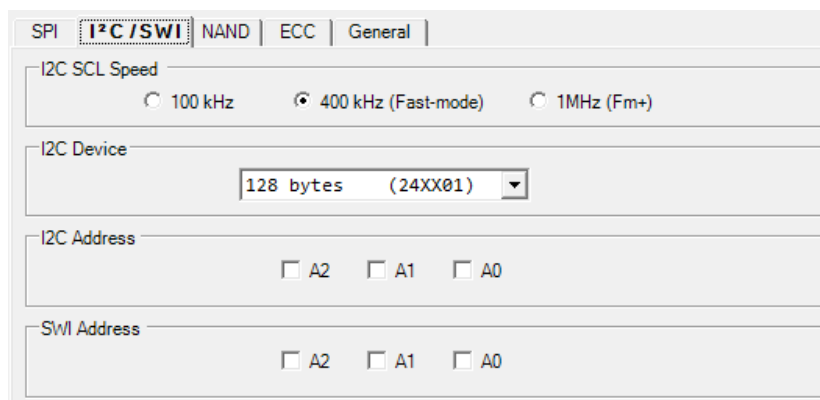 SPI I²C/SWI NAND ECC General
I2C SCL Speed
100 kHz 400 kHz (Fast-mode) 1MHz (Fm+)
I2C Device
128 bytes (24XX01)
I2C Address
A2 A1 A0
SWI Address
A2 A1 A0